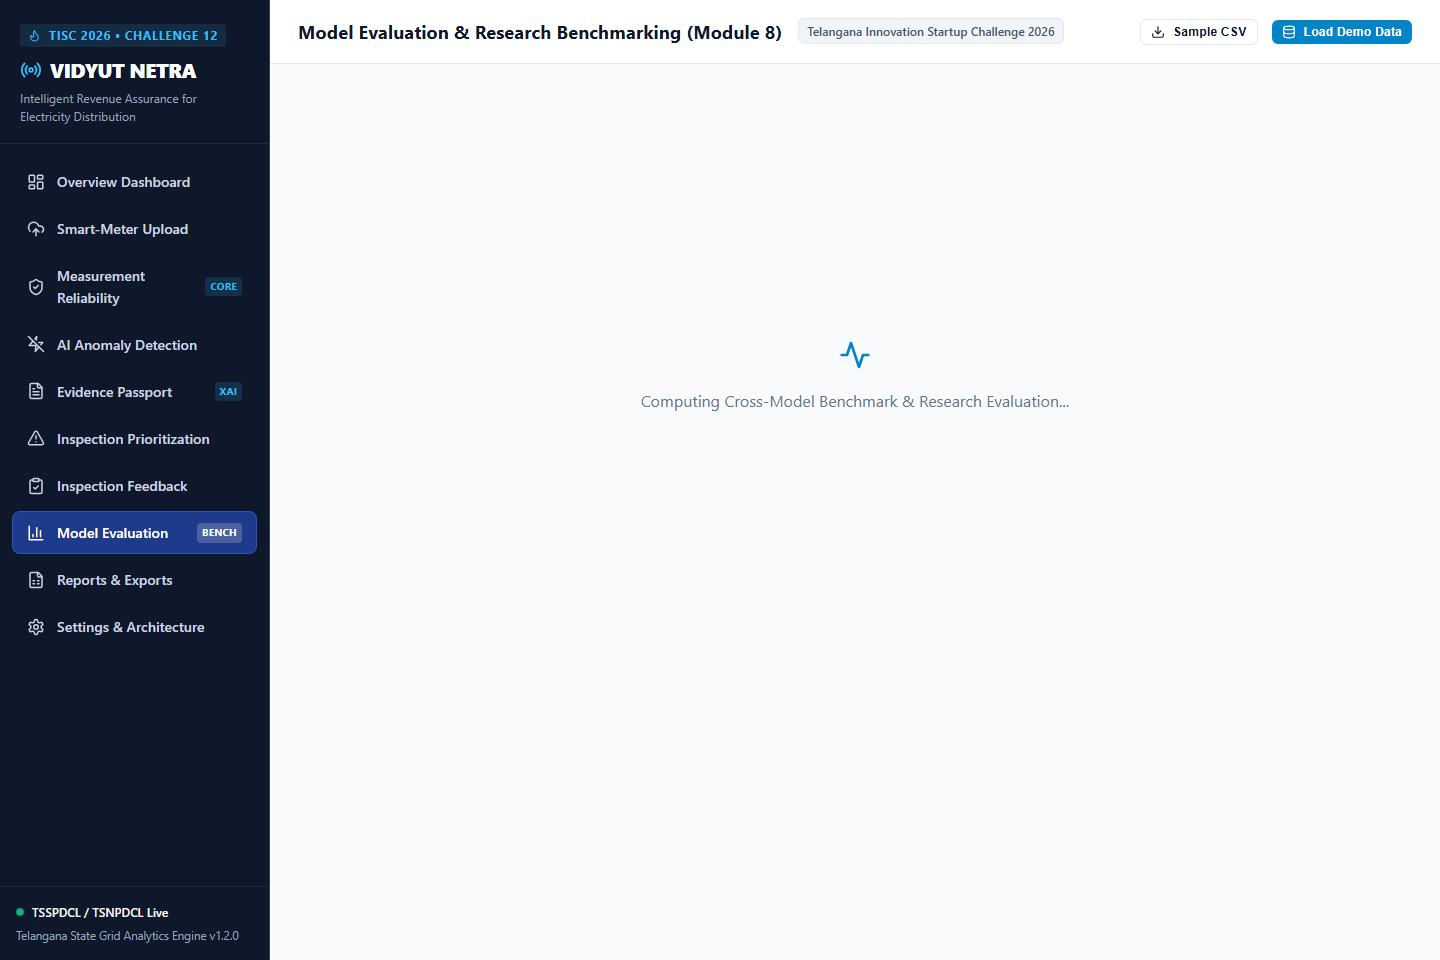 TISC 2026 • CHALLENGE 12
VIDYUT NETRA
Intelligent Revenue Assurance for
Electricity Distribution
Overview Dashboard
Smart-Meter Upload
Measurement
Reliability
CORE
AI Anomaly Detection
Evidence Passport
XAI
Inspection Prioritization
Inspection Feedback
Model Evaluation
BENCH
Reports & Exports
Settings & Architecture
TSSPDCL / TSNPDCL Live
Telangana State Grid Analytics Engine v1.2.0
Model Evaluation & Research Benchmarking (Module 8)
Telangana Innovation Startup Challenge 2026
Sample CSV
Load Demo Data
Computing Cross-Model Benchmark & Research Evaluation...